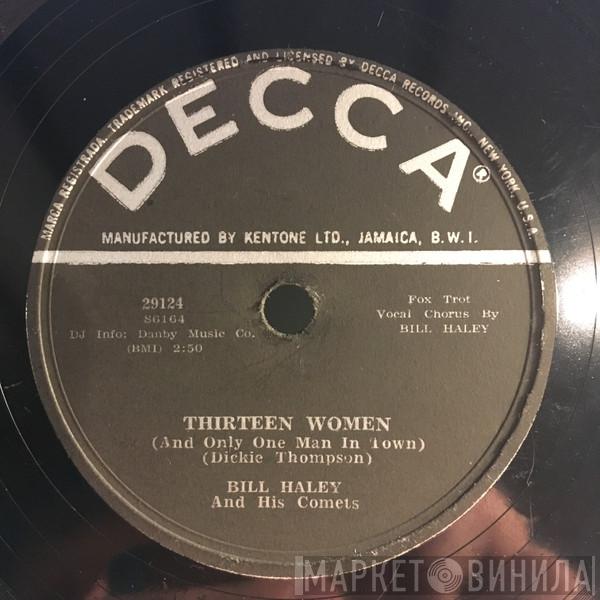 MARCA REGISTRADA. TRADEMARK REGISTERED AND LICENSED BY DECCA RECORDS INC., NEW YORK, U.S.A.
DECCA
MANUFACTURED BY KENTONE LTD., JAMAICA, B.W.I.
29124
86164
DJ Info: Danby Music Co.
(BMI) 2:50
Fox Trot
Vocal Chorus By
BILL HALEY
THIRTEEN WOMEN
(And Only One Man In Town)
(Dickie Thompson)
BILL HALEY
And His Comets
МАРКЕТ ВИНИЛА